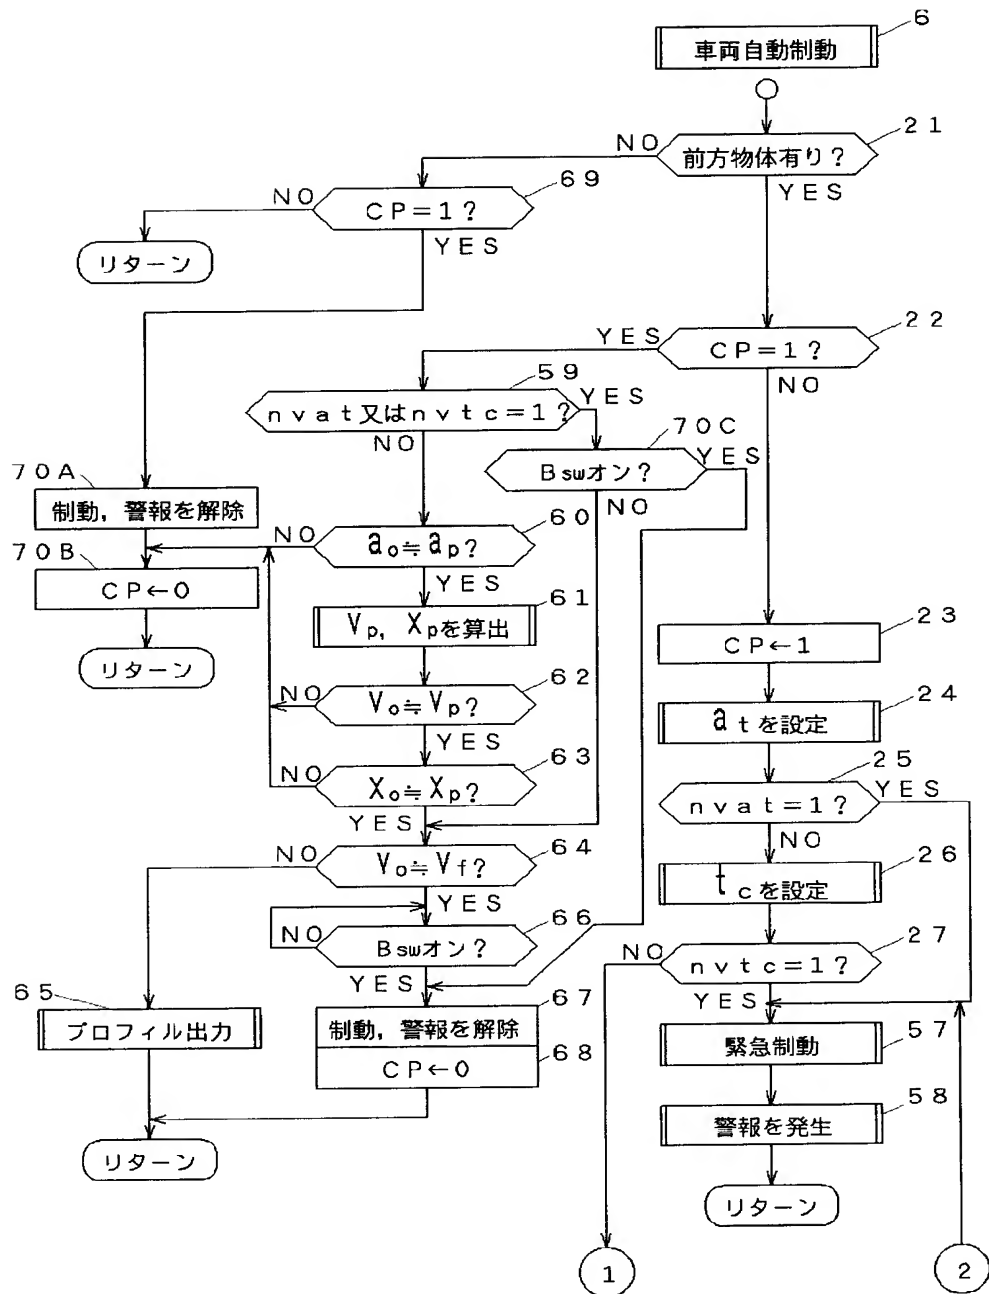 6
車両自動制動
21
前方物体有り?
NO
YES
69
CP=1?
NO
YES
リターン
22
CP=1?
YES
NO
59
nvat又はnvtc=1?
YES
NO
70C
Bswオン?
YES
NO
70A
制動,警報を解除
60
ao≒ap?
NO
YES
70B
CP←0
リターン
61
Vp, Xpを算出
23
CP←1
62
Vo≒Vp?
NO
YES
24
atを設定
63
Xo≒Xp?
NO
YES
25
nvat=1?
YES
NO
64
Vo≒Vf?
NO
YES
26
tcを設定
66
Bswオン?
NO
YES
27
nvtc=1?
NO
YES
65
プロフィル出力
67
制動,警報を解除
57
緊急制動
68
CP←0
58
警報を発生
リターン
リターン
1
2